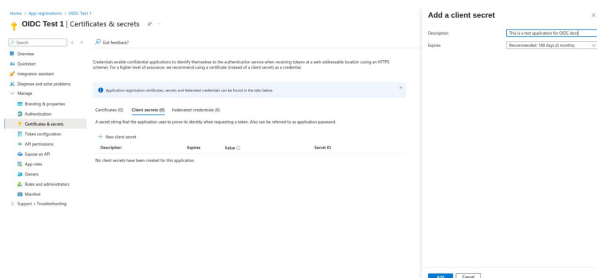 Home > App registrations > OIDC Test 1
OIDC Test 1 | Certificates & secrets
Search
Got feedback?
Overview
Quickstart
Integration assistant
Diagnose and solve problems
Manage
Branding & properties
Authentication
Certificates & secrets
Token configuration
API permissions
Expose an API
App roles
Owners
Roles and administrators
Manifest
Support + Troubleshooting
Credentials enable confidential applications to identify themselves to the authentication service when receiving tokens at a web addressable location (using an HTTPS
scheme). For a higher level of assurance, we recommend using a certificate (instead of a client secret) as a credential.
Application registration certificates, secrets and federated credentials can be found in the tabs below.
Certificates (0) Client secrets (0) Federated credentials (0)
A secret string that the application uses to prove its identity when requesting a token. Also can be referred to as application password.
New client secret
Description Expires Value Secret ID
No client secrets have been created for this application.
Add a client secret
Description This is a test application for OIDC docs
Expires Recommended: 180 days (6 months)
Add Cancel